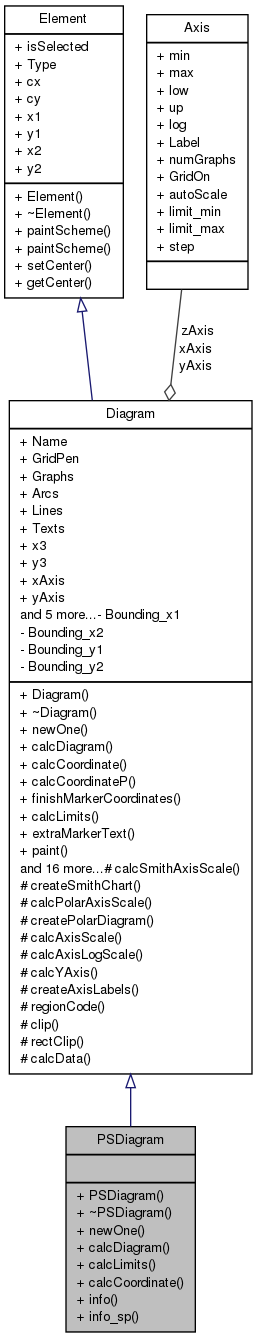 Element
+ isSelected
+ Type
+ cx
+ cy
+ x1
+ y1
+ x2
+ y2
+ Element()
+ ~Element()
+ paintScheme()
+ paintScheme()
+ setCenter()
+ getCenter()
Axis
+ min
+ max
+ low
+ up
+ log
+ Label
+ numGraphs
+ GridOn
+ autoScale
+ limit_min
+ limit_max
+ step
zAxis
xAxis
yAxis
Diagram
+ Name
+ GridPen
+ Graphs
+ Arcs
+ Lines
+ Texts
+ x3
+ y3
+ xAxis
+ yAxis
and 5 more...- Bounding_x1
- Bounding_x2
- Bounding_y1
- Bounding_y2
+ Diagram()
+ ~Diagram()
+ newOne()
+ calcDiagram()
+ calcCoordinate()
+ calcCoordinateP()
+ finishMarkerCoordinates()
+ calcLimits()
+ extraMarkerText()
+ paint()
and 16 more...# calcSmithAxisScale()
# createSmithChart()
# calcPolarAxisScale()
# createPolarDiagram()
# calcAxisScale()
# calcAxisLogScale()
# calcYAxis()
# createAxisLabels()
# regionCode()
# clip()
# rectClip()
# calcData()
PSDiagram
+ PSDiagram()
+ ~PSDiagram()
+ newOne()
+ calcDiagram()
+ calcLimits()
+ calcCoordinate()
+ info()
+ info_sp()